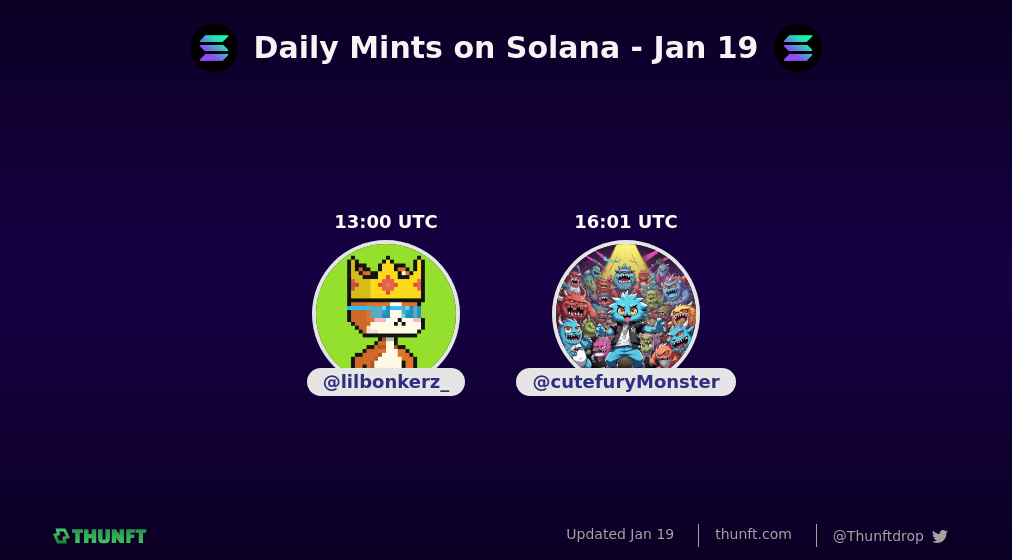 Daily Mints on Solana - Jan 19
13:00 UTC
16:01 UTC
@lilbonkerz_
@cutefuryMonster
THUNFT
Updated Jan 19
thunft.com
@Thunftdrop